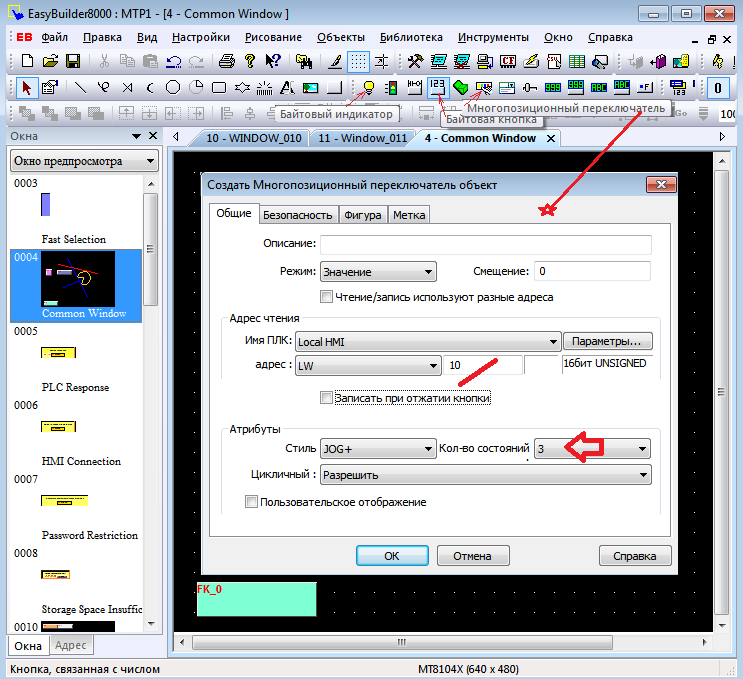 EasyBuilder8000 : MTP1 - [4 - Common Window ]
EB Файл Правка Вид Настройки Рисование Объекты Библиотека Инструменты Окно Справка
Байтовый индикатор
Байтовая кнопка
Многопозиционный переключатель
Окна
10 - WINDOW_010 11 - Window_011 4 - Common Window
Окно предпросмотра
0003
Fast Selection
0004
Common Window
0005
PLC Response
0006
HMI Connection
0007
Password Restriction
0008
Storage Space Insuffic
0010
Окна Адрес
Создать Многопозиционный переключатель объект
Общие Безопасность Фигура Метка
Описание:
Режим: Значение Смещение: 0
Чтение/запись используют разные адреса
Адрес чтения
Имя ПЛК: Local HMI Параметры...
адрес : LW 10 16бит UNSIGNED
Записать при отжатии кнопки
Атрибуты
Стиль JOG+ Кол-во состояний 3
Цикличный : Разрешить
Пользовательское отображение
OK Отмена Справка
FK_0
Кнопка, связанная с числом MT8104X (640 x 480)